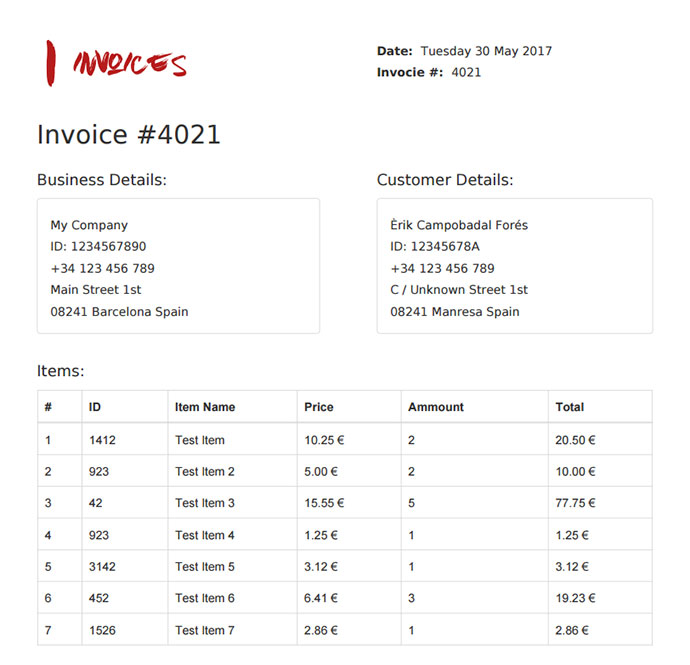 INVOICES
Date: Tuesday 30 May 2017
Invocie #: 4021
Invoice #4021
Business Details:
My Company
ID: 1234567890
+34 123 456 789
Main Street 1st
08241 Barcelona Spain
Customer Details:
Èrik Campobadal Forés
ID: 12345678A
+34 123 456 789
C / Unknown Street 1st
08241 Manresa Spain
Items:
# ID Item Name Price Ammount Total
1 1412 Test Item 10.25 € 2 20.50 €
2 923 Test Item 2 5.00 € 2 10.00 €
3 42 Test Item 3 15.55 € 5 77.75 €
4 923 Test Item 4 1.25 € 1 1.25 €
5 3142 Test Item 5 3.12 € 1 3.12 €
6 452 Test Item 6 6.41 € 3 19.23 €
7 1526 Test Item 7 2.86 € 1 2.86 €